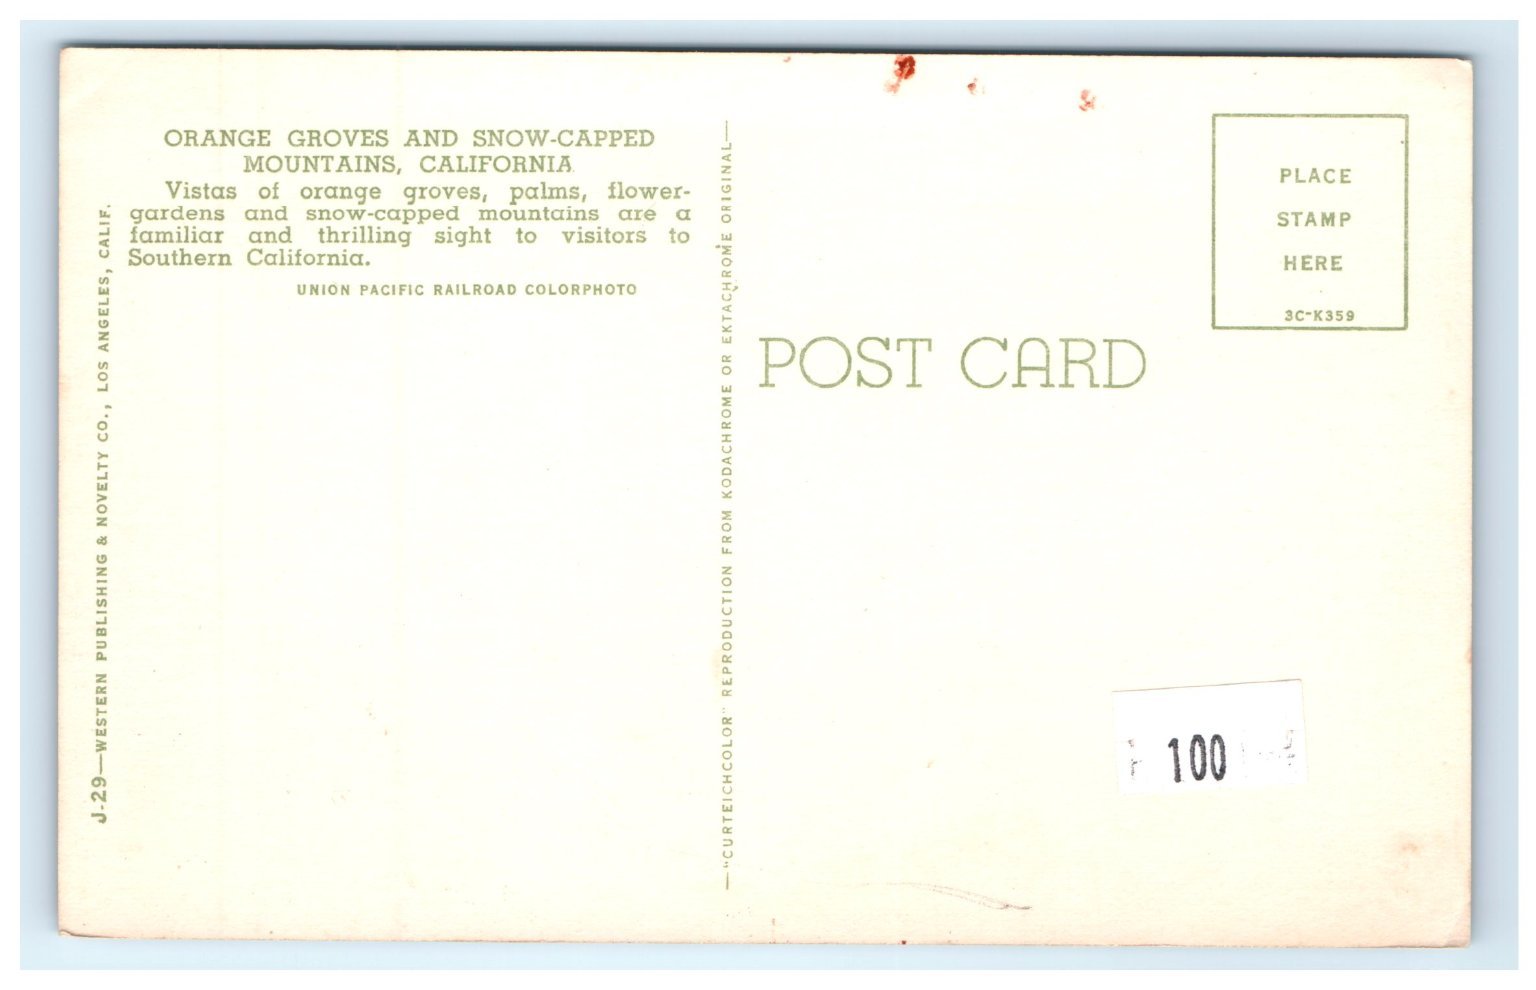 ORANGE GROVES AND SNOW-CAPPED
MOUNTAINS, CALIFORNIA
Vistas of orange groves, palms, flower-
gardens and snow-capped mountains are a
familiar and thrilling sight to visitors to
Southern California.
UNION PACIFIC RAILROAD COLORPHOTO
J-29—WESTERN PUBLISHING & NOVELTY CO., LOS ANGELES, CALIF.
—"CURTEICHCOLOR" REPRODUCTION FROM KODACHROME OR EKTACHROME ORIGINAL—
POST CARD
PLACE
STAMP
HERE
3C-K359
100